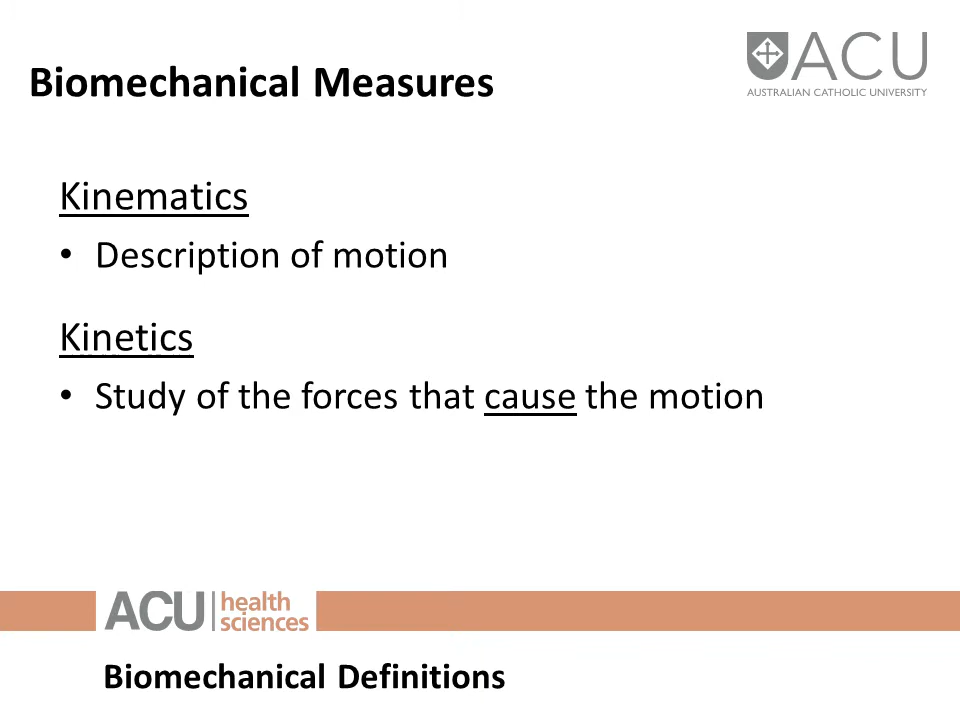 Biomechanical Measures
ACU
AUSTRALIAN CATHOLIC UNIVERSITY
Kinematics
• Description of motion
Kinetics
• Study of the forces that cause the motion
ACU health
sciences
Biomechanical Definitions